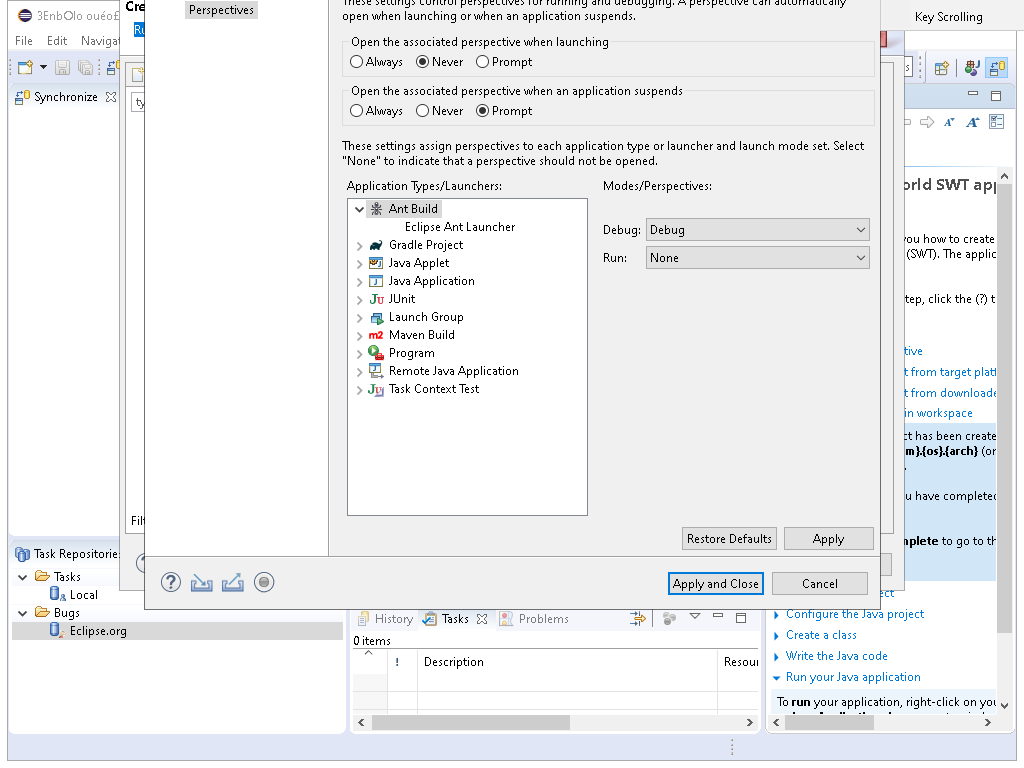 3EnbOlo ouéof
Cre
Perspectives
These settings control perspectives for running and debugging. A perspective can automatically
open when launching or when an application suspends.
Key Scrolling
File Edit Navigat
Ru
Open the associated perspective when launching
Always Never Prompt
Open the associated perspective when an application suspends
Always Never Prompt
Synchronize
ty
These settings assign perspectives to each application type or launcher and launch mode set. Select
"None" to indicate that a perspective should not be opened.
Application Types/Launchers:
Modes/Perspectives:
Ant Build
Eclipse Ant Launcher
Gradle Project
Java Applet
Java Application
JUnit
Launch Group
Maven Build
Program
Remote Java Application
Task Context Test
Debug: Debug
Run: None
orld SWT app
you how to create
(SWT). The applic
tep, click the (?) t
tive
t from target platf
t from downloade
in workspace
ct has been create
m}.{os}.{arch} (or
u have completed
mplete to go to th
Filt
Restore Defaults
Apply
Apply and Close
Cancel
Task Repositories
Tasks
Local
Bugs
Eclipse.org
History
Tasks
Problems
0 items
!
Description
Resour
ect
Configure the Java project
Create a class
Write the Java code
Run your Java application
To run your application, right-click on you